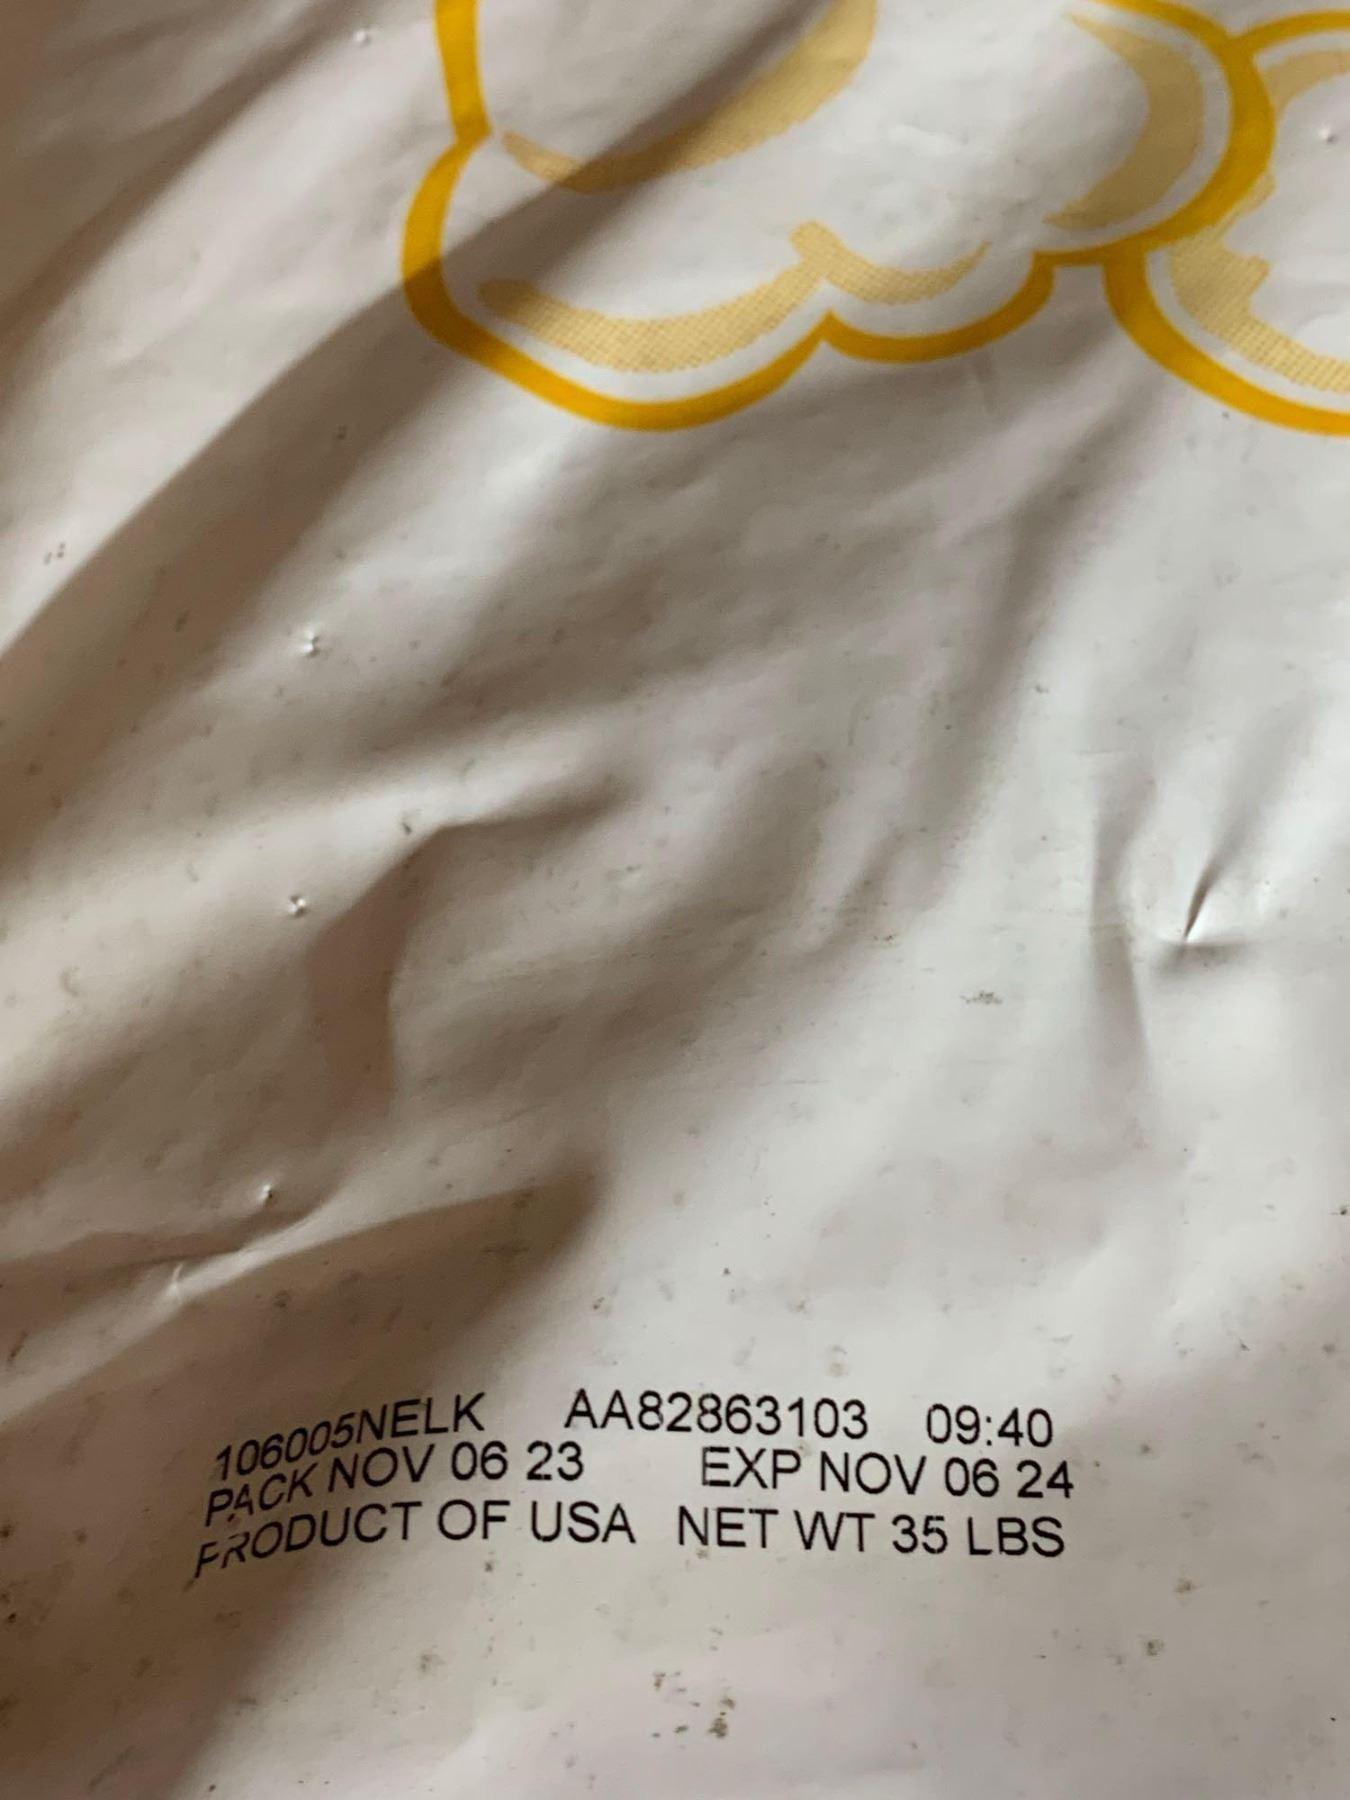 106005NELK AA82863103 09:40
PACK NOV 06 23 EXP NOV 06 24
PRODUCT OF USA NET WT 35 LBS